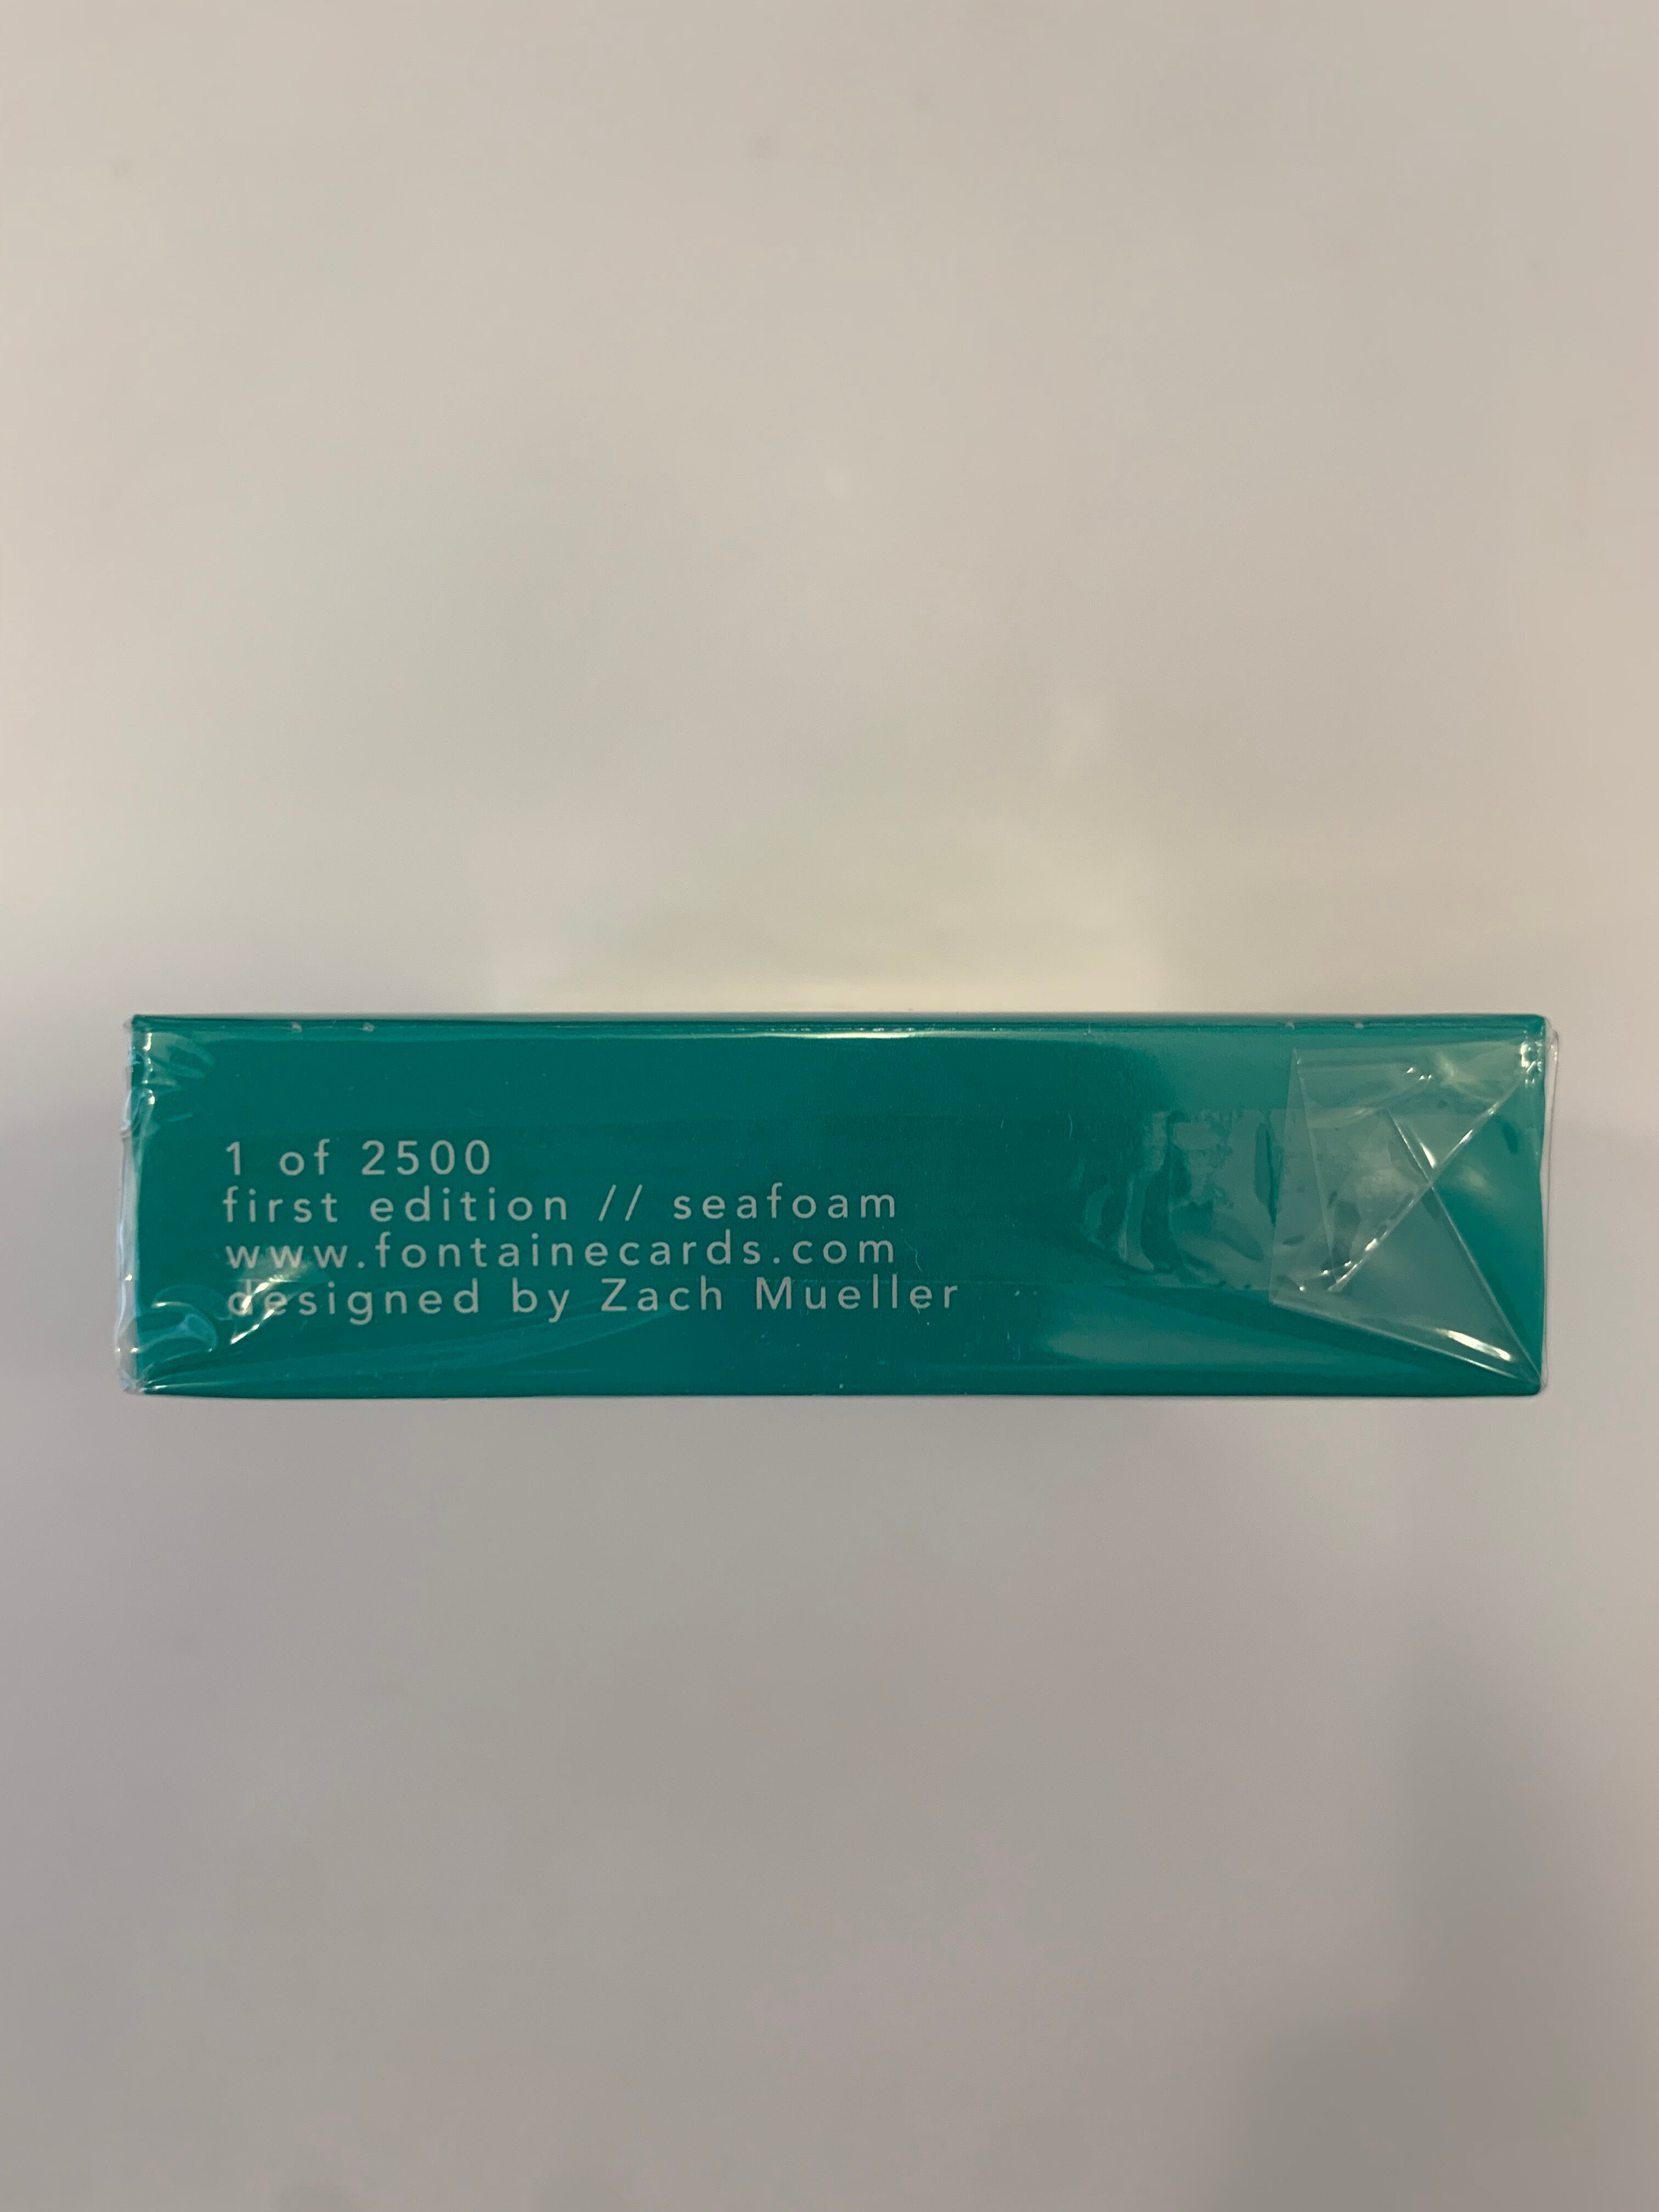 1 of 2500
first edition // seafoam
www.fontainecards.com
designed by Zach Mueller